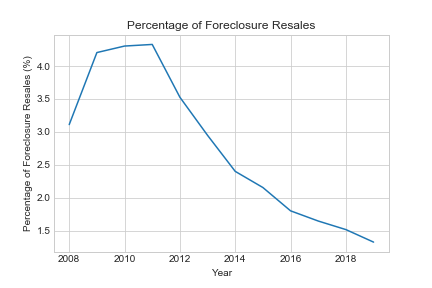 Percentage of Foreclosure Resales
Percentage of Foreclosure Resales (%)
4.0
3.5
3.0
2.5
2.0
1.5
2008 2010 2012 2014 2016 2018
Year